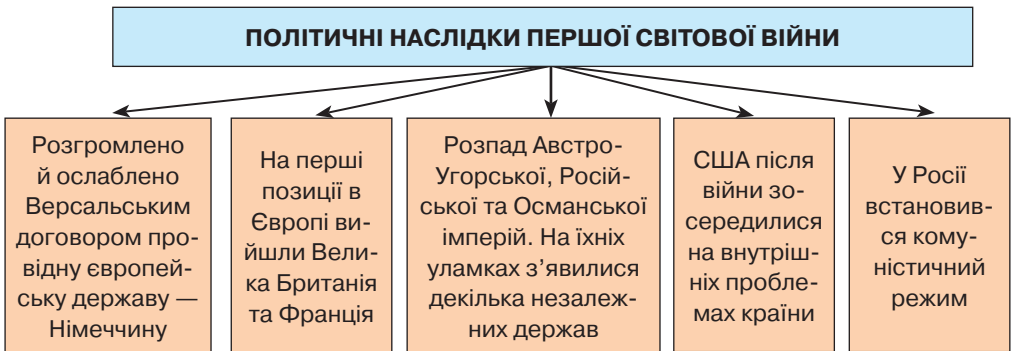 ПОЛІТИЧНІ НАСЛІДКИ ПЕРШОЇ СВІТОВОЇ ВІЙНИ
Розгромлено
й ослаблено
Версальським
договором про-
відну європей-
ську державу —
Німеччину
На перші
позиції в
Європі ви-
йшли Вели-
ка Британія
та Франція
Розпад Австро-
Угорської, Росій-
ської та Османської
імперій. На їхніх
уламках з’явилися
декілька незалеж-
них держав
США після
війни зо-
середилися
на внутріш-
ніх пробле-
мах країни
У Росії
встановив-
ся кому-
ністичний
режим